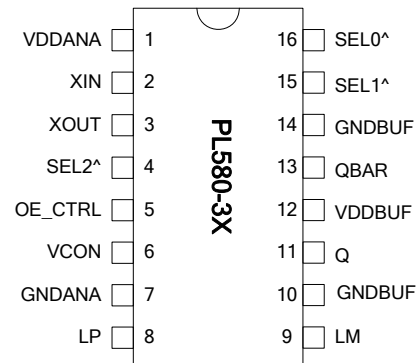 VDDANA 1 16 SEL0^
XIN 2 15 SEL1^
XOUT 3 14 GNDBUF
SEL2^ 4 13 QBAR
OE_CTRL 5 12 VDDBUF
VCON 6 11 Q
GNDANA 7 10 GNDBUF
LP 8 9 LM
PL580-3X